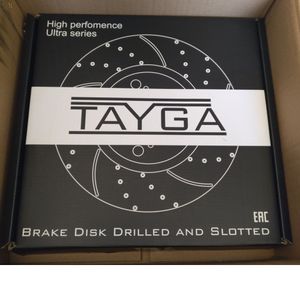 High perfomence
Ultra series
TAYGA
EAC
BRAKE DISK DRILLED AND SLOTTED